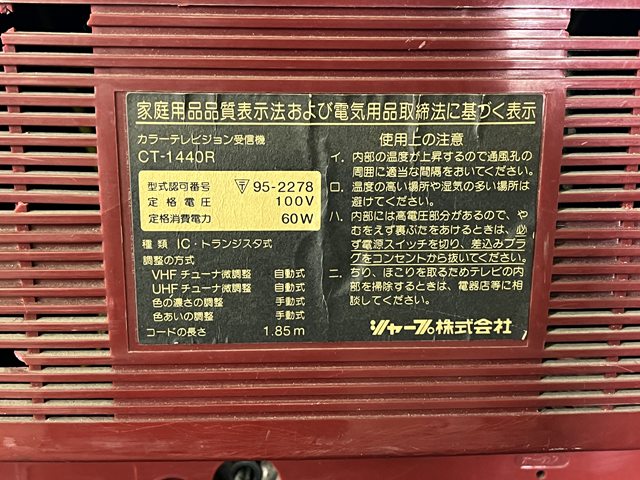 家庭用品品質表示法および電気用品取締法に基づく表示
カラーテレビジョン受信機
CT-1440R
型式認可番号 〒95-2278
定格電圧 100V
定格消費電力 60W
種類 IC・トランジスタ式
調整の方式
VHFチューナ微調整 自動式
UHFチューナ微調整 自動式
色の濃さの調整 手動式
色あいの調整 手動式
コードの長さ 1.85m
使用上の注意
イ. 内部の温度が上昇するので通風孔の
周囲に適当な間隔をおいてください。
ロ. 温度の高い場所や湿気の多い場所は
避けてください。
ハ. 内部には高電圧部分があるので、や
むをえず裏ぶたをあけるときは、必
ず電源スイッチを切り、差込みプラ
グをコンセントから抜いてください。
ニ. ちり、ほこりを取るためテレビの内
部を掃除するときは、電器店等に相
談してください。
シャープ株式会社